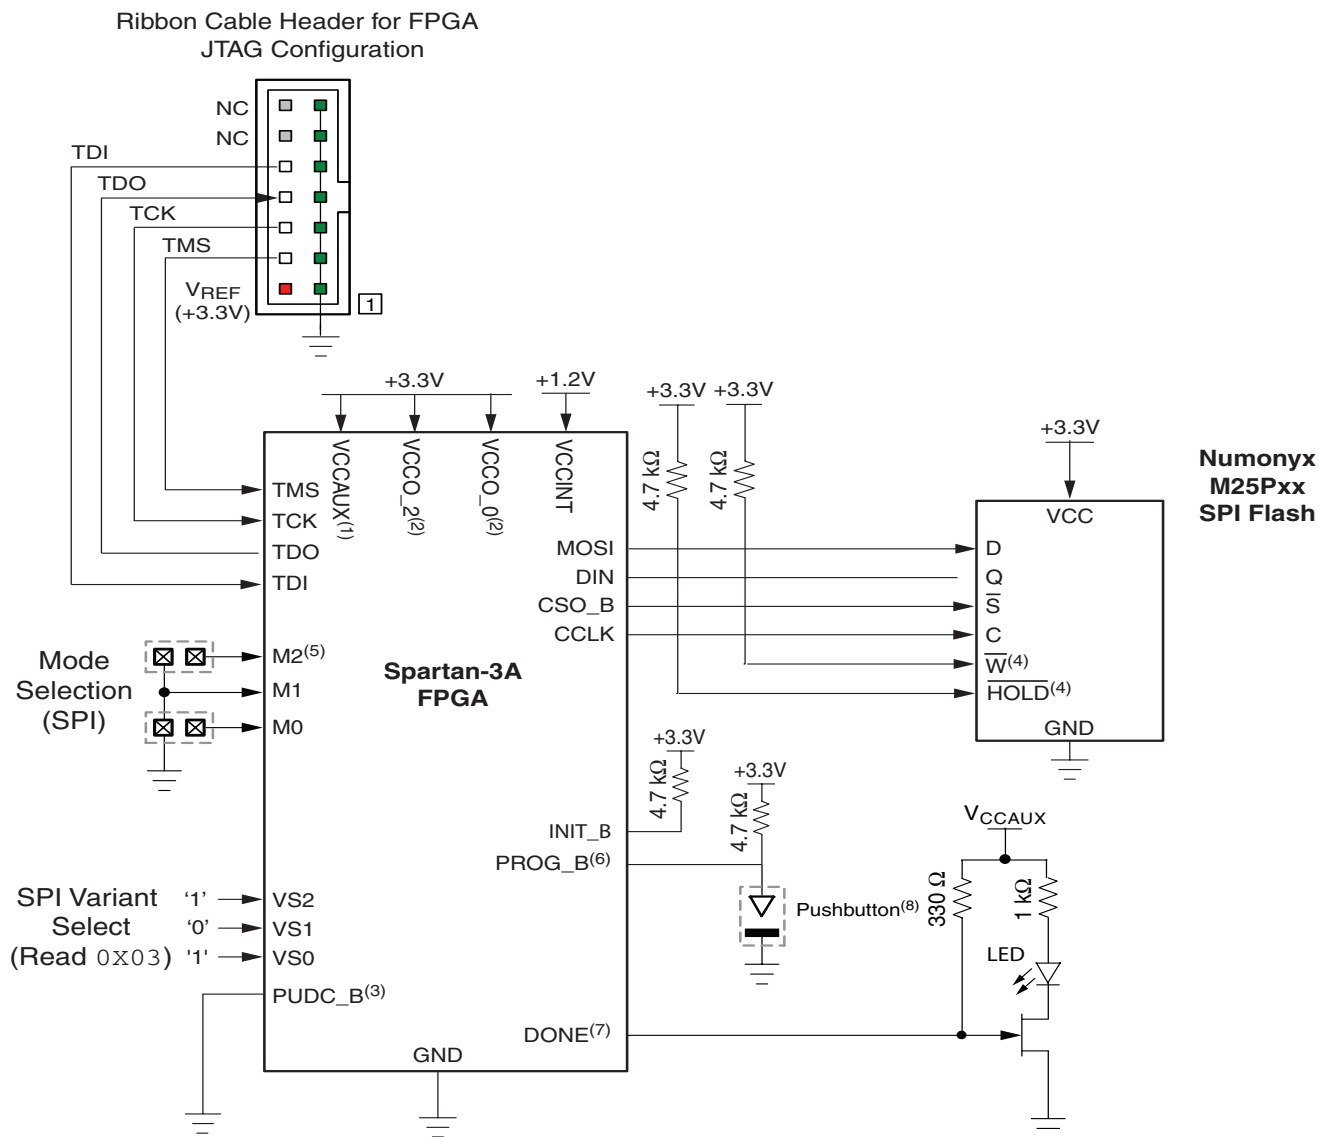 Ribbon Cable Header for FPGA
JTAG Configuration
NC
NC
TDI
TDO
TCK
TMS
VREF
(+3.3V)
1
+3.3V
+1.2V
+3.3V
+3.3V
+3.3V
VCCAUX(1)
VCCO_2(2)
VCCO_0(2)
VCCINT
4.7 kΩ
4.7 kΩ
Numonyx
M25Pxx
SPI Flash
VCC
TMS
TCK
TDO
TDI
MOSI
DIN
CSO_B
CCLK
D
Q
S
C
W(4)
HOLD(4)
GND
Mode
Selection
(SPI)
M2(5)
M1
M0
Spartan-3A
FPGA
+3.3V
4.7 kΩ
+3.3V
4.7 kΩ
INIT_B
PROG_B(6)
Pushbutton(8)
VCCAUX
330 Ω
1 kΩ
LED
SPI Variant
Select
(Read 0X03)
‘1’
‘0’
'1'
VS2
VS1
VS0
PUDC_B(3)
DONE(7)
GND